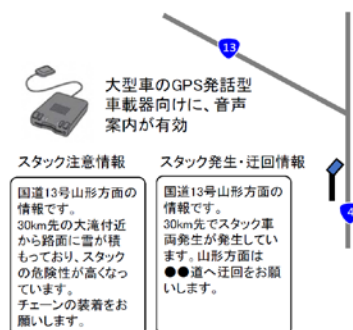 13
大型車のGPS発話型
車載器向けに、音声
案内が有効
4
スタック注意情報
国道13号山形方面の
情報です。
30km先の大滝付近
から路面に雪が積
もっており、スタック
の危険性が高くなっ
ています。
チェーンの装着をお
願いします。
スタック発生・迂回情報
国道13号山形方面の
情報です。
30km先でスタック車
両発生が発生してい
ます。山形方面は
●●道へ迂回をお願
いします。